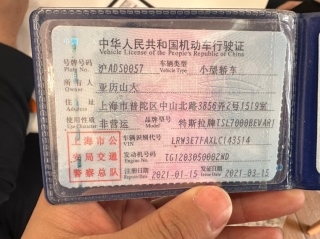 中华人民共和国机动车行驶证
Vehicle License of the People's Republic of China
号牌号码 沪ADS0057 车辆类型 小型轿车
Plate No. Vehicle Type
所有人 亚历山大
Owner
住址 上海市普陀区中山北路3856弄2号1519室
Address
使用性质 非营运 品牌型号 特斯拉牌TSL7000BEVAR1
Use Character Model
上海市公 车辆识别代号 LRW3E7FAXLC143514
安局交通 VIN
警察总队 发动机号码 TG120305000ZWD
Engine No.
注册日期 2021-01-15 发证日期 2021-03-15
Register Date Issue Date